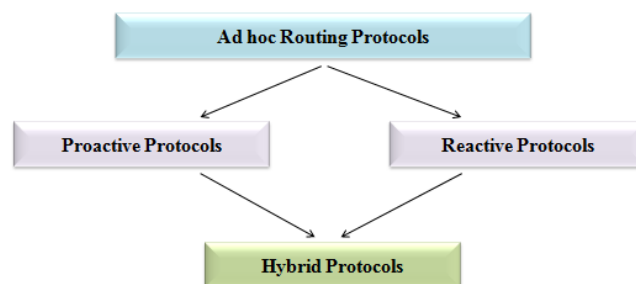 Ad hoc Routing Protocols
Proactive Protocols
Reactive Protocols
Hybrid Protocols